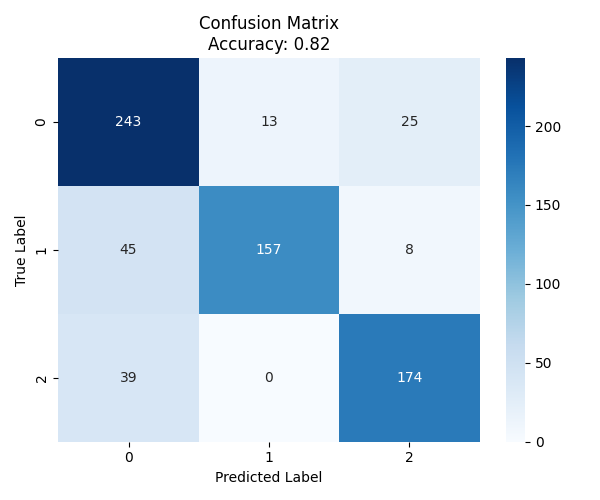 Confusion Matrix
Accuracy: 0.82
0 243 13 25
1 45 157 8
2 39 0 174
0 1 2
True Label
Predicted Label
200
150
100
50
0